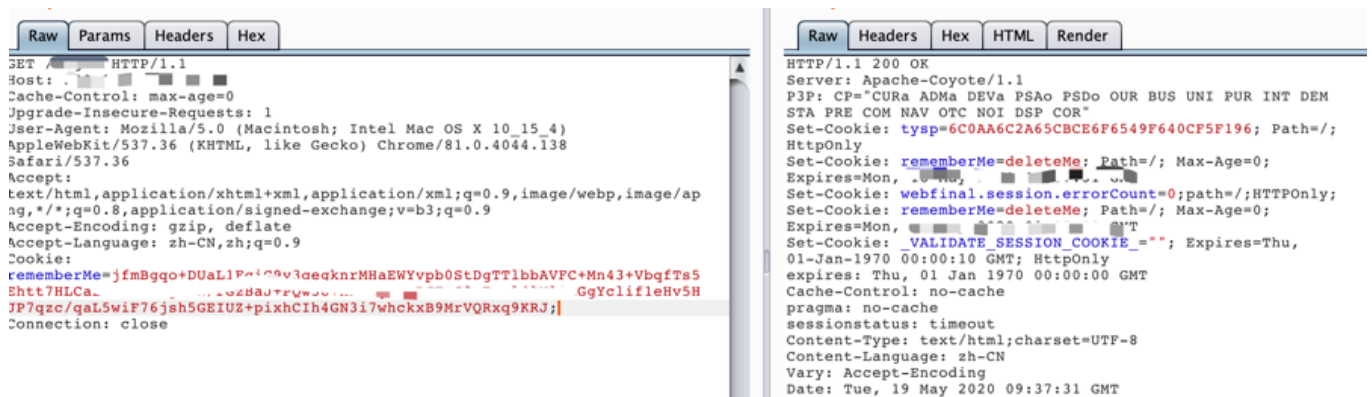 Raw Params Headers Hex
GET / HTTP/1.1
Host:
Cache-Control: max-age=0
Upgrade-Insecure-Requests: 1
User-Agent: Mozilla/5.0 (Macintosh; Intel Mac OS X 10_15_4)
AppleWebKit/537.36 (KHTML, like Gecko) Chrome/81.0.4044.138
Safari/537.36
Accept:
text/html,application/xhtml+xml,application/xml;q=0.9,image/webp,image/ap
ng,*/*;q=0.8,application/signed-exchange;v=b3;q=0.9
Accept-Encoding: gzip, deflate
Accept-Language: zh-CN,zh;q=0.9
Cookie:
JP7qzc/qaL5wiF76jsh5GEIUZ+pixhCIh4GN3i7whckxB9MrVQRxq9KRJ;
Connection: close
Raw Headers Hex HTML Render
HTTP/1.1 200 OK
Server: Apache-Coyote/1.1
P3P: CP="CURa ADMa DEVa PSAo PSDo OUR BUS UNI PUR INT DEM
STA PRE COM NAV OTC NOI DSP COR"
Set-Cookie: tysp=6C0AA6C2A65CBCE6F6549F640CF5F196; Path=/;
HttpOnly
Set-Cookie: rememberMe=deleteMe; Path=/; Max-Age=0;
Expires=Mon,
Set-Cookie: webfinal.session.errorCount=0;path=/;HTTPOnly;
Set-Cookie: rememberMe=deleteMe; Path=/; Max-Age=0;
Expires=Mon,
Set-Cookie: _VALIDATE_SESSION_COOKIE_=""; Expires=Thu,
01-Jan-1970 00:00:10 GMT; HttpOnly
expires: Thu, 01 Jan 1970 00:00:00 GMT
Cache-Control: no-cache
pragma: no-cache
sessionstatus: timeout
Content-Type: text/html;charset=UTF-8
Content-Language: zh-CN
Vary: Accept-Encoding
Date: Tue, 19 May 2020 09:37:31 GMT